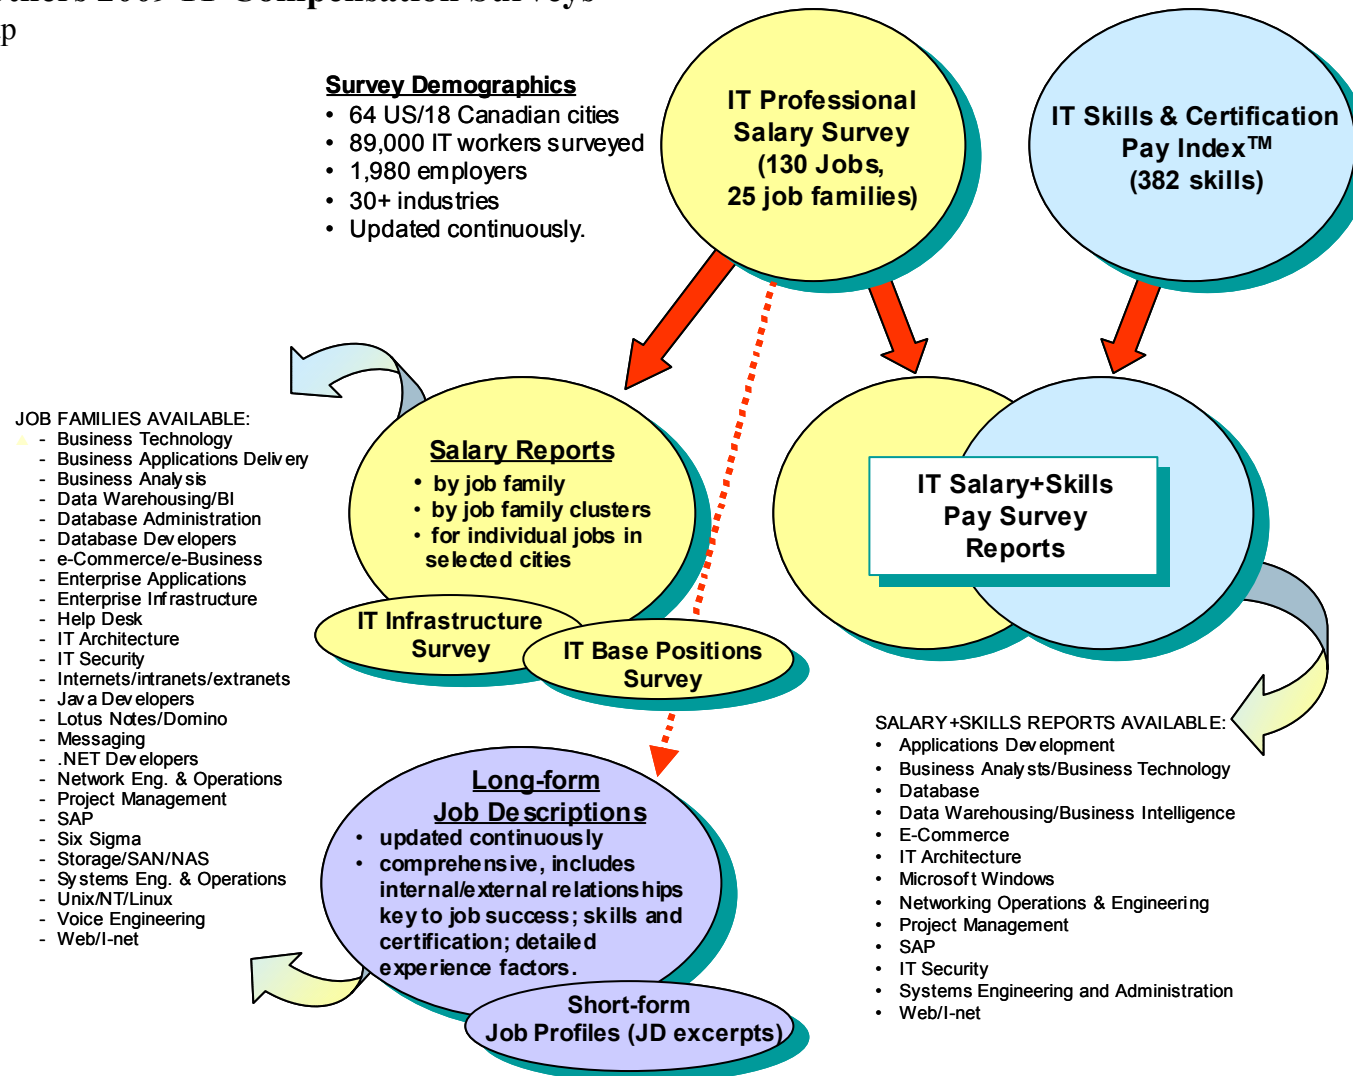 2009 IT Compensation Surveys
Survey Demographics
• 64 US/18 Canadian cities
• 89,000 IT workers surveyed
• 1,980 employers
• 30+ industries
• Updated continuously.
IT Professional
Salary Survey
(130 Jobs,
25 job families)
IT Skills & Certification
Pay Index™
(382 skills)
JOB FAMILIES AVAILABLE:
- Business Technology
- Business Applications Delivery
- Business Analysis
- Data Warehousing/BI
- Database Administration
- Database Developers
- e-Commerce/e-Business
- Enterprise Applications
- Enterprise Infrastructure
- Help Desk
- IT Architecture
- IT Security
- Internets/intranets/extranets
- Java Developers
- Lotus Notes/Domino
- Messaging
- .NET Developers
- Network Eng. & Operations
- Project Management
- SAP
- Six Sigma
- Storage/SAN/NAS
- Systems Eng. & Operations
- Unix/NT/Linux
- Voice Engineering
- Web/I-net
Salary Reports
• by job family
• by job family clusters
• for individual jobs in
selected cities
IT Infrastructure
Survey
IT Base Positions
Survey
IT Salary+Skills
Pay Survey
Reports
Long-form
Job Descriptions
• updated continuously
• comprehensive, includes
internal/external relationships
key to job success; skills and
certification; detailed
experience factors.
Short-form
Job Profiles (JD excerpts)
SALARY+SKILLS REPORTS AVAILABLE:
• Applications Development
• Business Analysts/Business Technology
• Database
• Data Warehousing/Business Intelligence
• E-Commerce
• IT Architecture
• Microsoft Windows
• Networking Operations & Engineering
• Project Management
• SAP
• IT Security
• Systems Engineering and Administration
• Web/I-net